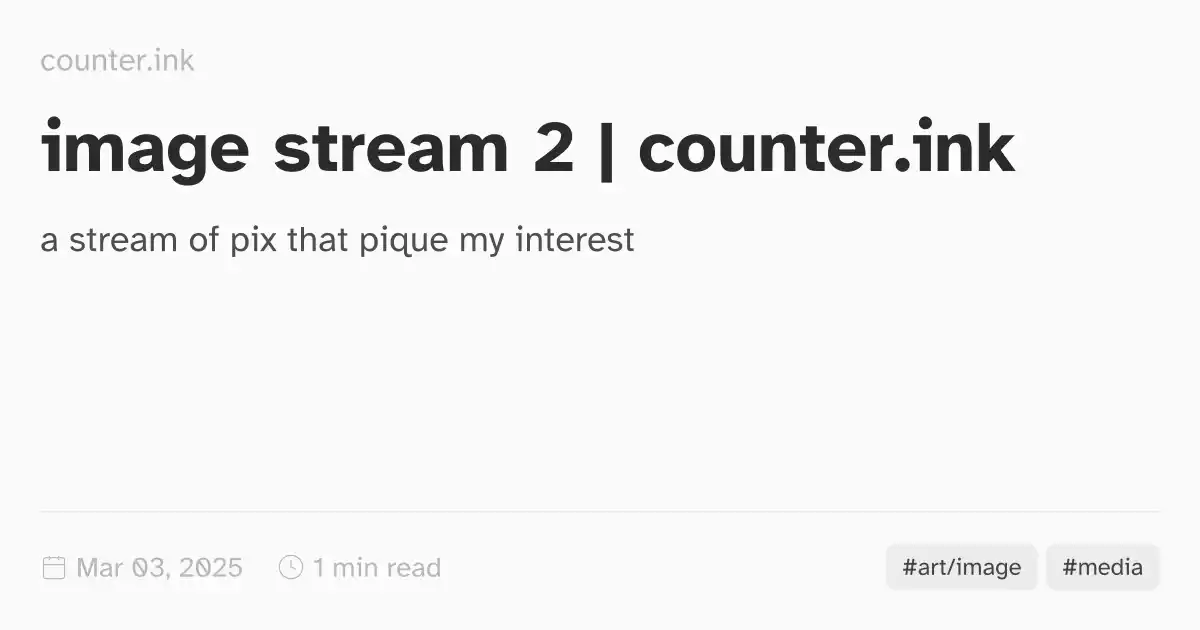 counter.ink
image stream 2 | counter.ink
a stream of pix that pique my interest
Mar 03, 2025 1 min read #art/image #media